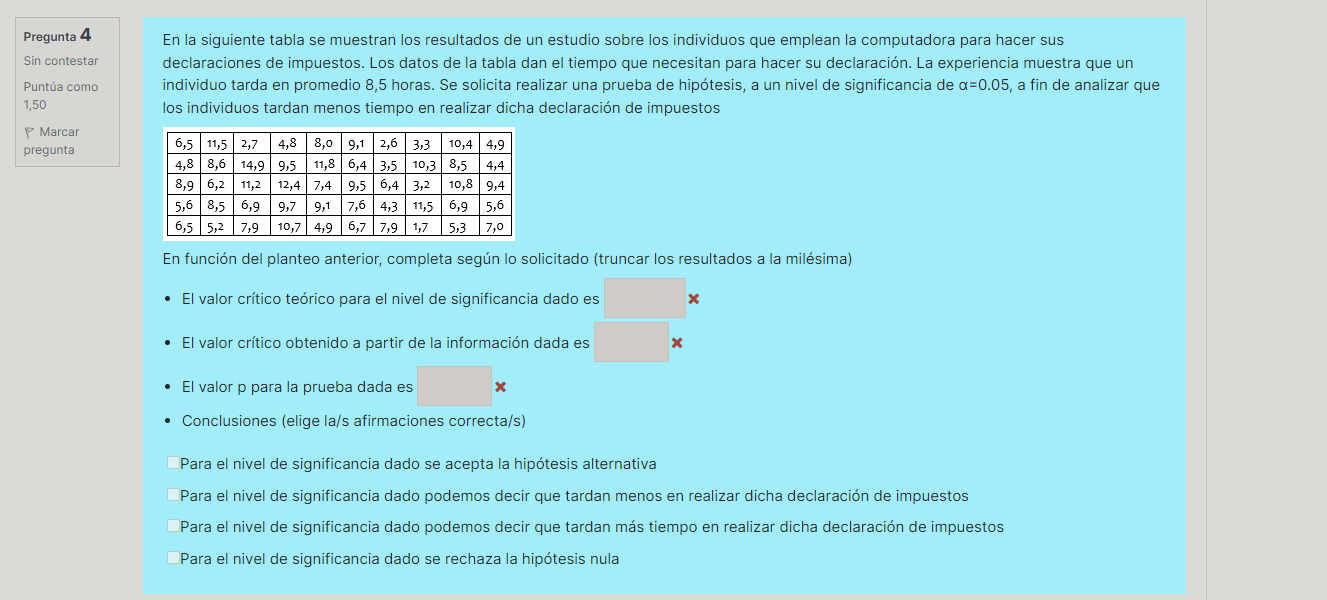 Pregunta 4
Sin contestar
Puntúa como
1,50
Marcar
pregunta
En la siguiente tabla se muestran los resultados de un estudio sobre los individuos que emplean la computadora para hacer sus
declaraciones de impuestos. Los datos de la tabla dan el tiempo que necesitan para hacer su declaración. La experiencia muestra que un
individuo tarda en promedio 8,5 horas. Se solicita realizar una prueba de hipótesis, a un nivel de significancia de α=0.05, a fin de analizar que
los individuos tardan menos tiempo en realizar dicha declaración de impuestos
6,5 11,5 2,7 4,8 8,0 9,1 2,6 3,3 10,4 4,9
4,8 8,6 14,9 9,5 11,8 6,4 3,5 10,3 8,5 4,4
8,9 6,2 11,2 12,4 7,4 9,5 6,4 3,2 10,8 9,4
5,6 8,5 6,9 9,7 9,1 7,6 4,3 11,5 6,9 5,6
6,5 5,2 7,9 10,7 4,9 6,7 7,9 1,7 5,3 7,0
En función del planteo anterior, completa según lo solicitado (truncar los resultados a la milésima)
• El valor crítico teórico para el nivel de significancia dado es
• El valor crítico obtenido a partir de la información dada es
• El valor p para la prueba dada es
• Conclusiones (elige la/s afirmaciones correcta/s)
Para el nivel de significancia dado se acepta la hipótesis alternativa
Para el nivel de significancia dado podemos decir que tardan menos en realizar dicha declaración de impuestos
Para el nivel de significancia dado podemos decir que tardan más tiempo en realizar dicha declaración de impuestos
Para el nivel de significancia dado se rechaza la hipótesis nula